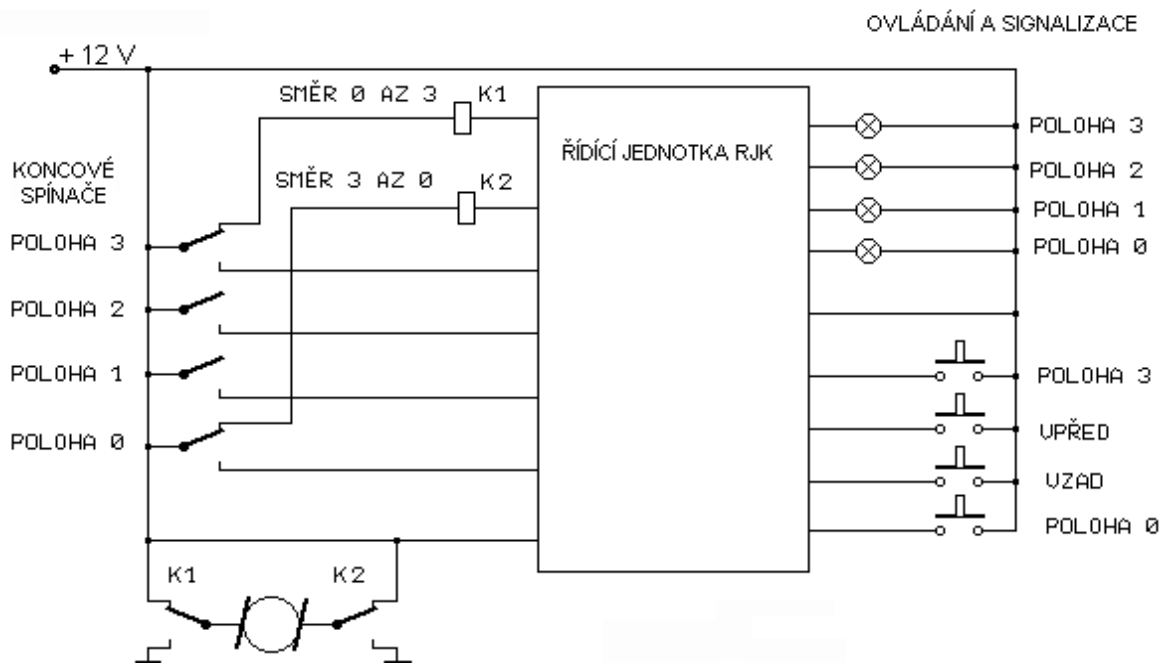 OVLÁDÁNÍ A SIGNALIZACE
+ 12 V
SMĚR 0 AZ 3
K1
POLOHA 3
ŘÍDÍCÍ JEDNOTKA RJK
KONCOVÉ
SPÍNAČE
POLOHA 2
SMĚR 3 AZ 0
K2
POLOHA 1
POLOHA 3
POLOHA 0
POLOHA 2
POLOHA 1
POLOHA 3
POLOHA 0
VPŘED
VZAD
POLOHA 0
K1
K2